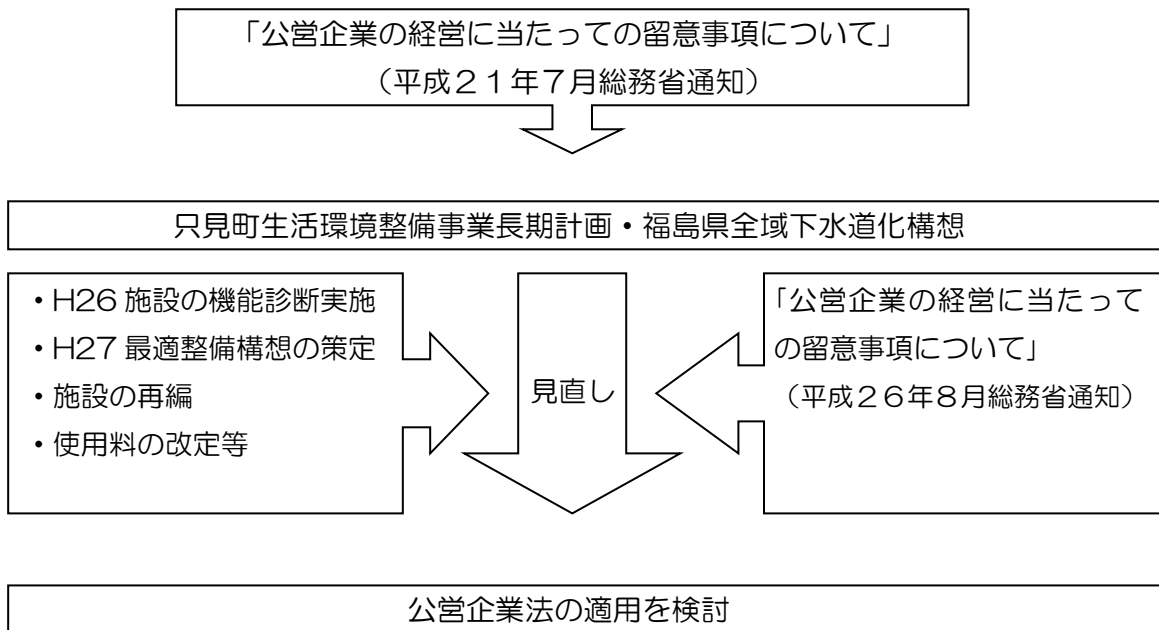 「公営企業の経営に当たっての留意事項について」
（平成２１年７月総務省通知）
只見町生活環境整備事業長期計画・福島県全域下水道化構想
・H26 施設の機能診断実施
・H27 最適整備構想の策定
・施設の再編
・使用料の改定等
見直し
「公営企業の経営に当たって
の留意事項について」
（平成２６年８月総務省通知）
公営企業法の適用を検討